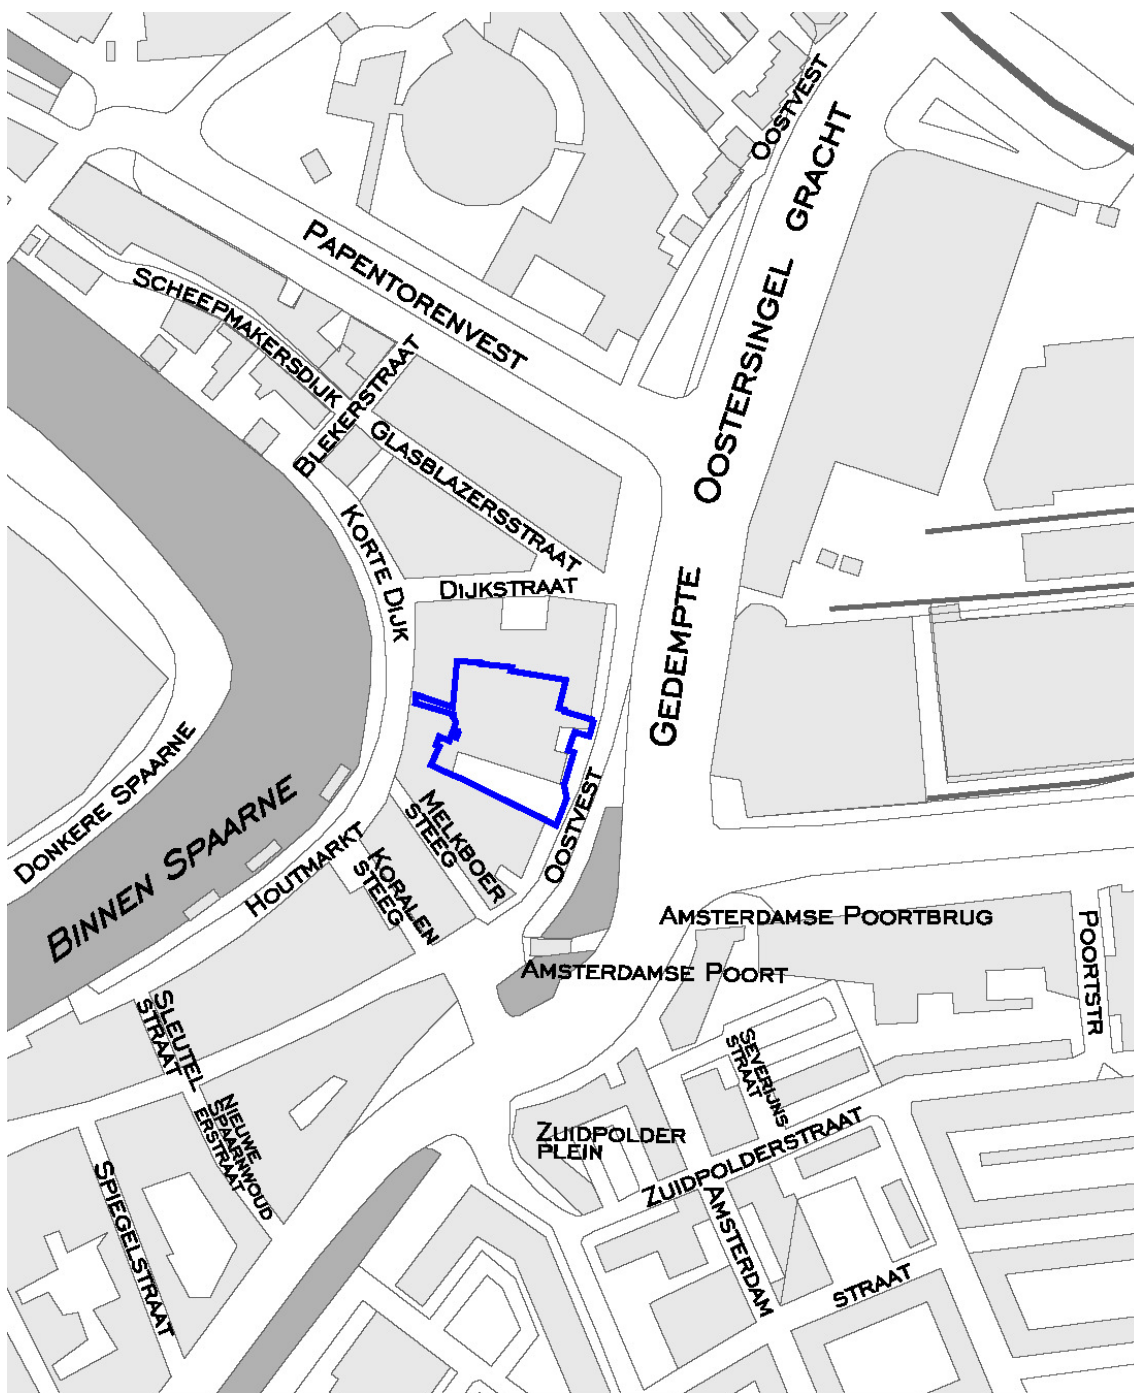 OOSTVEST
GEDEMPTE OOSTERSINGEL GRACHT
PAPENTORENVEST
SCHEEPMAKERSDIJK
BLEKERSTRAAT
GLASBLAZERSSTRAAT
KORTE DIJK
DIJKSTRAAT
DONKERE SPAARNE
BINNEN SPAARNE
HOUTMARKT
MELKBOER
STEEG
KORALEN
STEEG
OOSTVEST
AMSTERDAMSE POORTBRUG
AMSTERDAMSE POORT
POORTSTR
SLEUTEL
STRAAT
NIEUWE
SPAARNWOUD
ERSTRAAT
SPIEGELSTRAAT
SEVERIJNS
STRAAT
ZUIDPOLDER
PLEIN
ZUIDPOLDERSTRAAT
AMSTERDAM
STRAAT